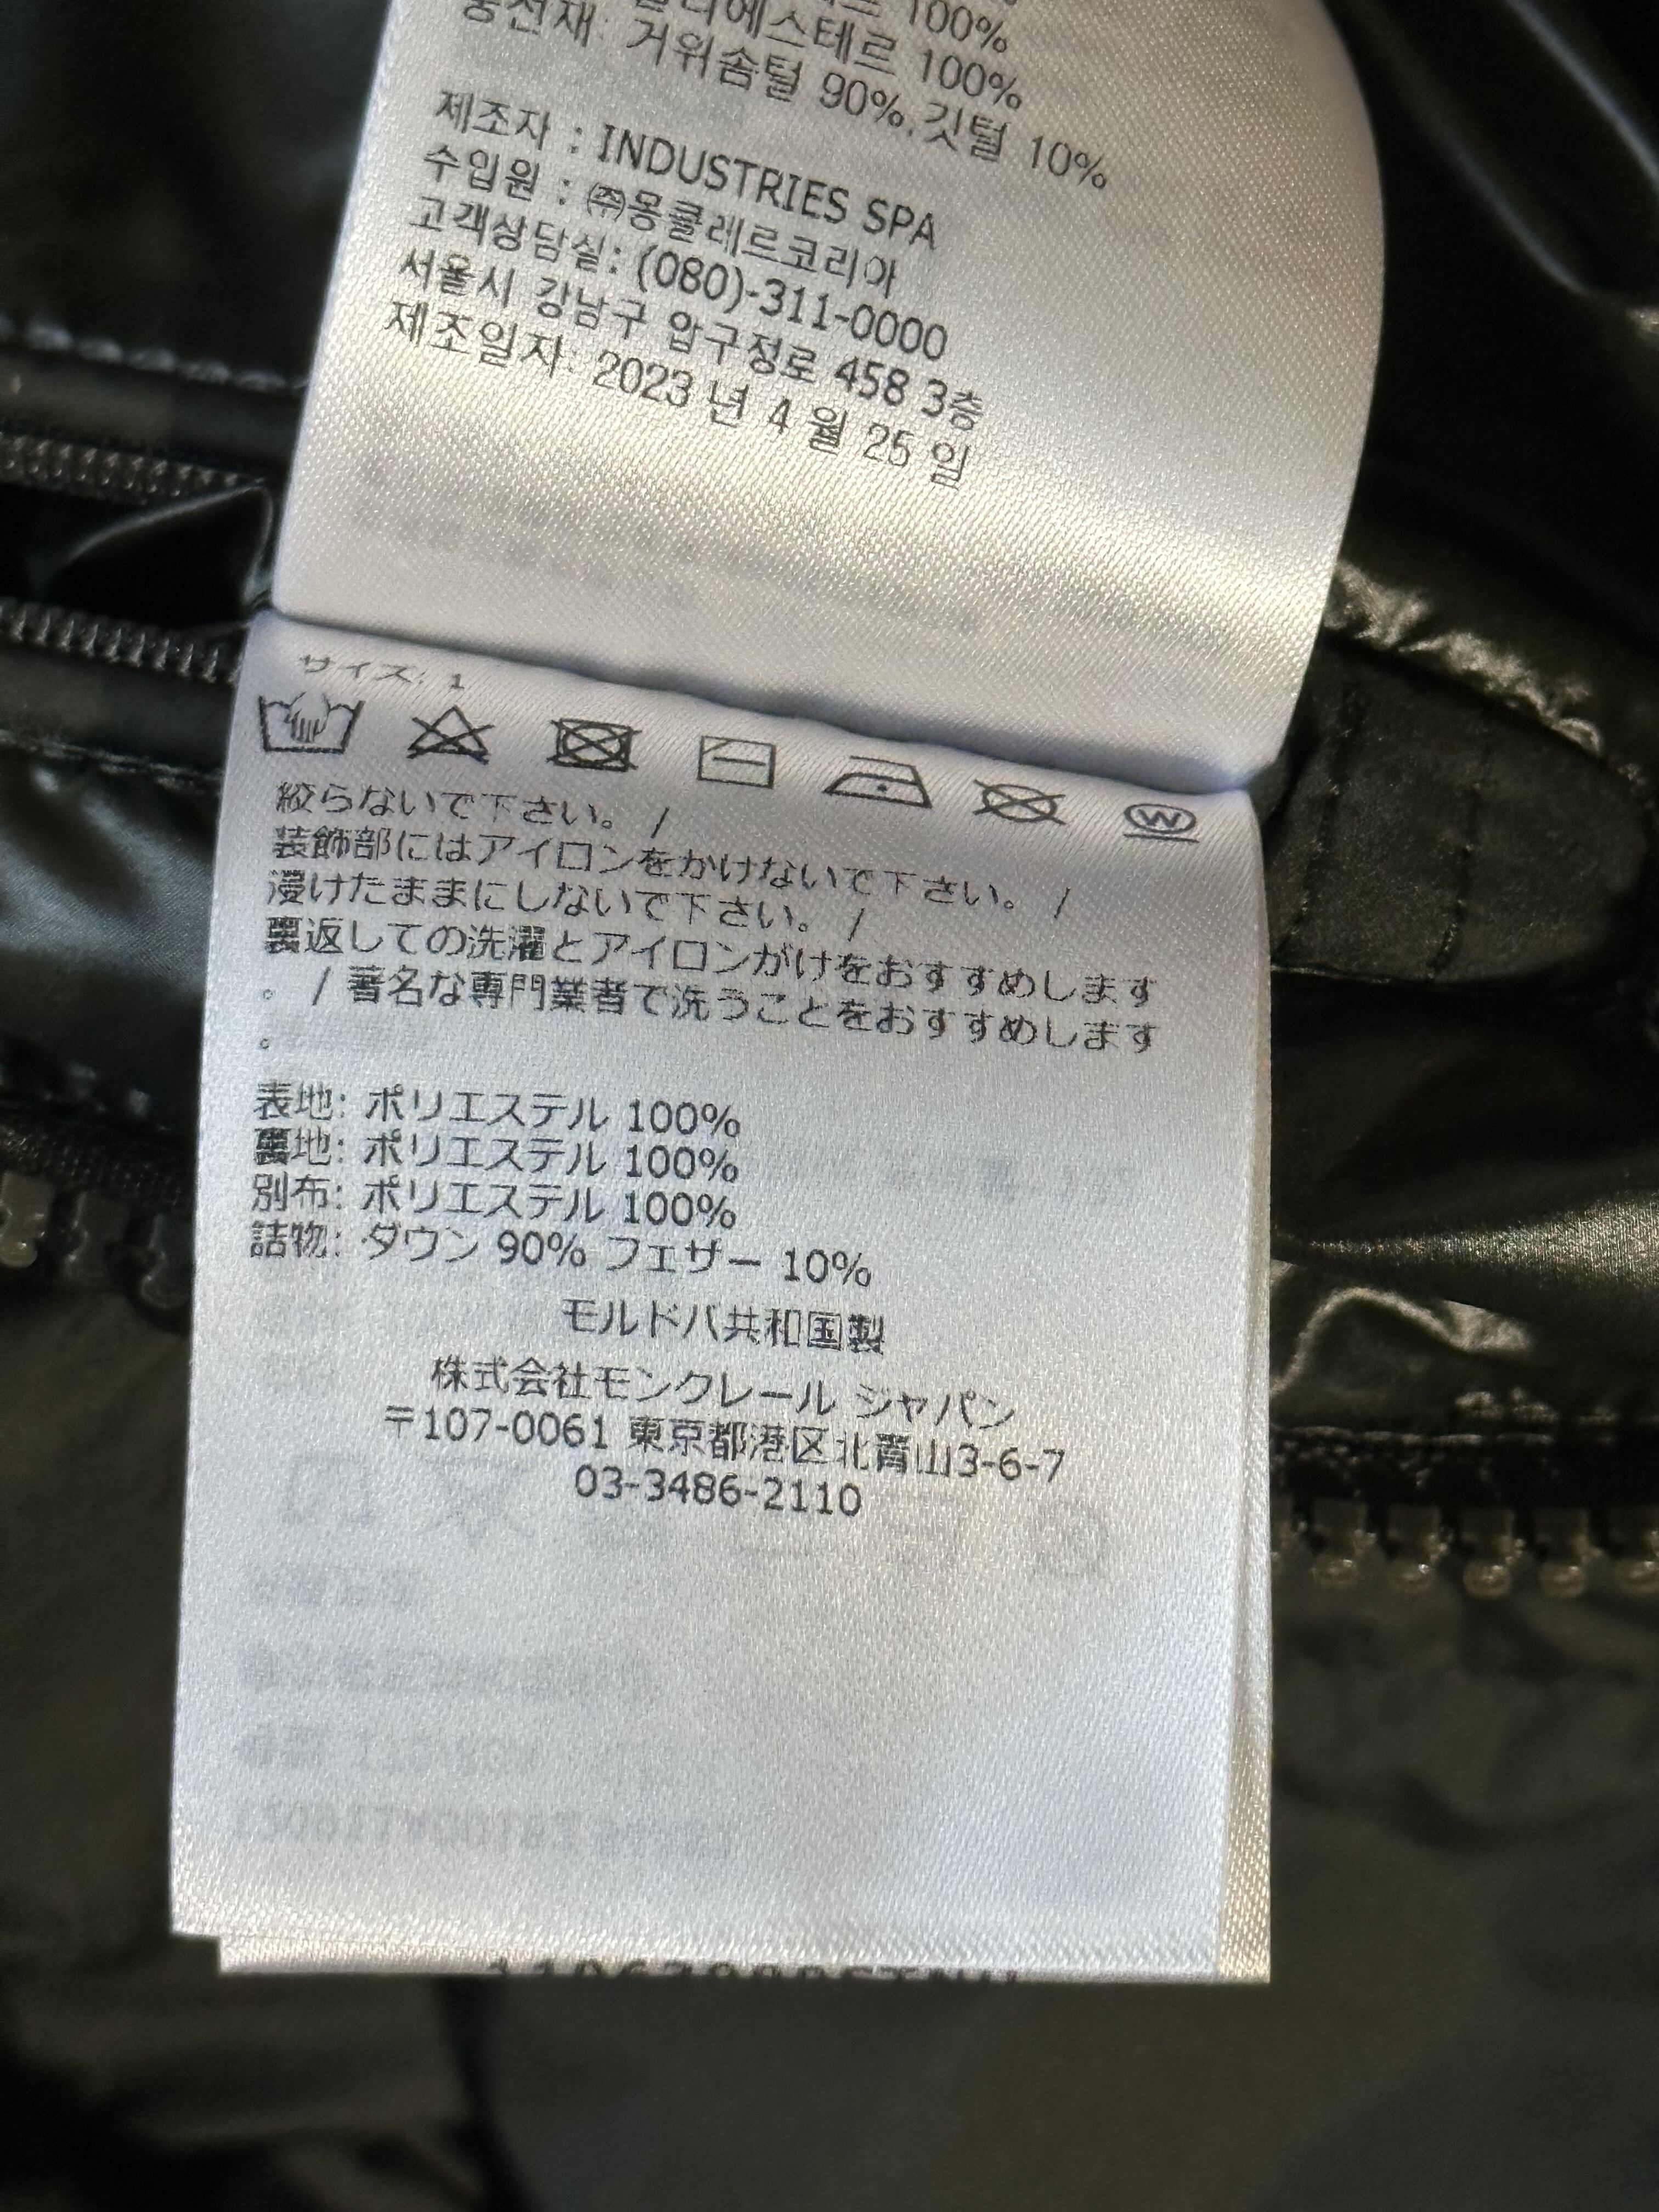 100%
폴리에스테르 100%
충전재: 거위솜털 90%,깃털 10%
제조자 : INDUSTRIES SPA
수입원 : ㈜몽클레르코리아
고객상담실: (080)-311-0000
서울시 강남구 압구정로 458 3층
제조일자: 2023 년 4 월 25 일
サイズ: 1
W
絞らないで下さい。 /
装飾部にはアイロンをかけないで下さい。 /
浸けたままにしないで下さい。 /
裏返しての洗濯とアイロンがけをおすすめします
。 / 著名な専門業者で洗うことをおすすめします
。
表地: ポリエステル 100%
裏地: ポリエステル 100%
別布: ポリエステル 100%
詰物: ダウン 90% フェザー 10%
モルドバ共和国製
株式会社モンクレール ジャパン
〒107-0061 東京都港区北青山3-6-7
03-3486-2110